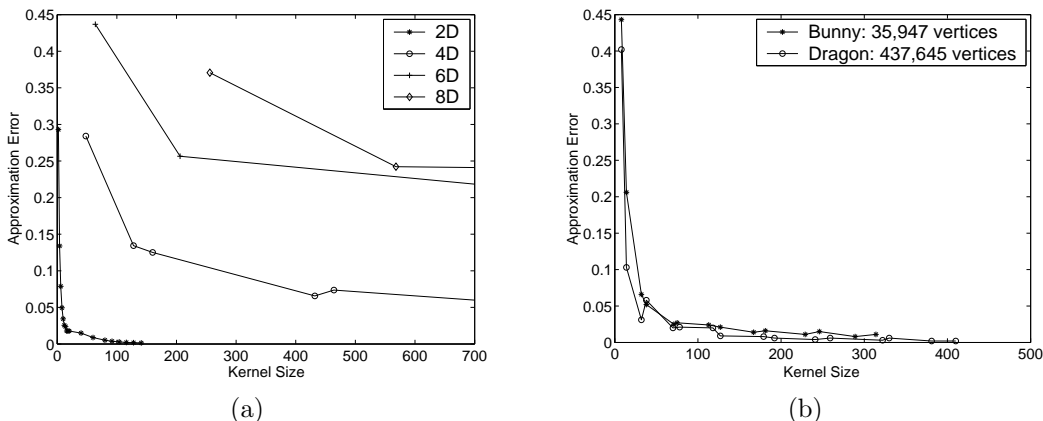 0.45
0.4
0.35
0.3
0.25
0.2
0.15
0.1
0.05
0
Approximation Error
2D
4D
6D
8D
0 100 200 300 400 500 600 700
Kernel Size
(a)
0.45
0.4
0.35
0.3
0.25
0.2
0.15
0.1
0.05
0
Approximation Error
Bunny: 35,947 vertices
Dragon: 437,645 vertices
0 100 200 300 400 500
Kernel Size
(b)